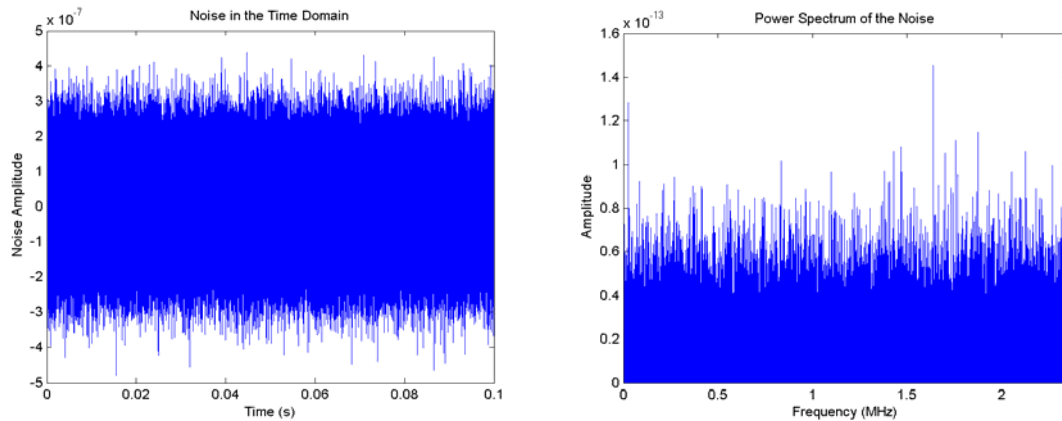 Noise in the Time Domain
x 10^-7
5
4
3
2
1
0
-1
-2
-3
-4
-5
Noise Amplitude
0 0.02 0.04 0.06 0.08 0.1
Time (s)
Power Spectrum of the Noise
x 10^-13
1.6
1.4
1.2
1
0.8
0.6
0.4
0.2
0
Amplitude
0 0.5 1 1.5 2
Frequency (MHz)